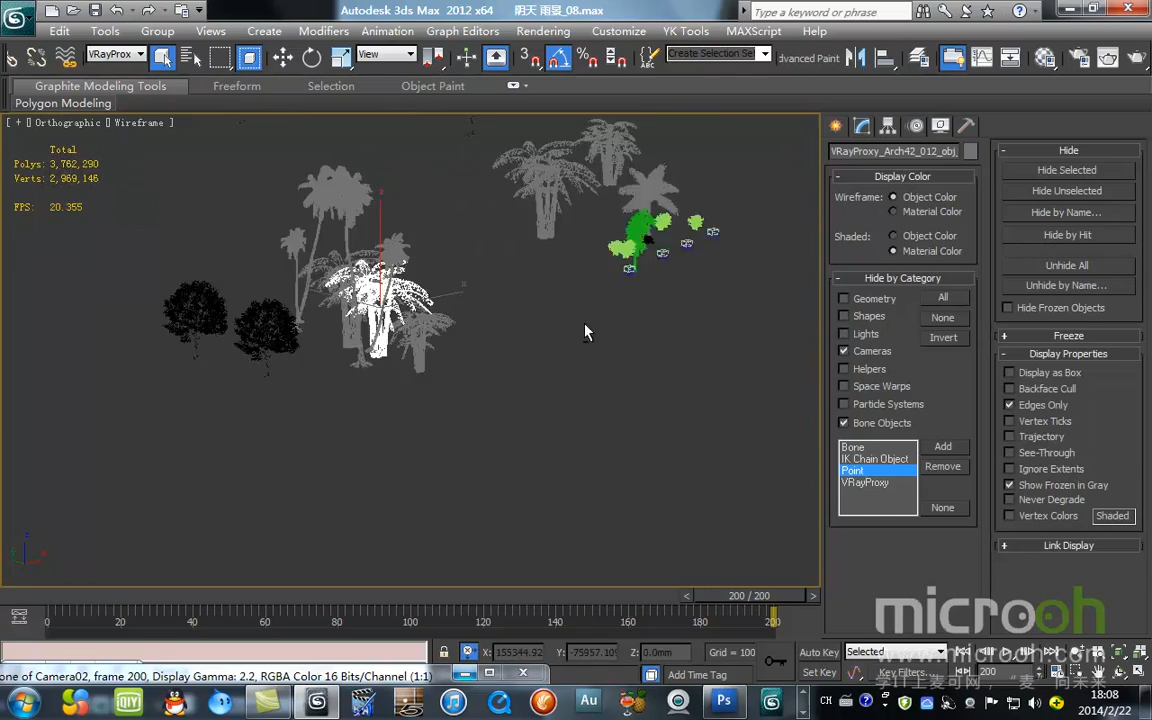 Autodesk 3ds Max 2012 x64 阴天 雨景_08.max
Type a keyword or phrase
Edit Tools Group Views Create Modifiers Animation Graph Editors Rendering Customize YK Tools MAXScript Help
VRayProx View 3 Create Selection Se dvanced Paint
Graphite Modeling Tools Freeform Selection Object Paint
Polygon Modeling
[ + ][ Orthographic ][ Wireframe ]
Total
Polys: 3,762,290
Verts: 2,969,146
FPS: 20.355
VRayProxy_Arch42_012_obj_
Display Color
Wireframe: Object Color
Material Color
Shaded: Object Color
Material Color
Hide by Category
Geometry All
Shapes
None
Lights
Invert
Cameras
Helpers
Space Warps
Particle Systems
Bone Objects
Bone Add
IK Chain Object
Point Remove
VRayProxy
None
Hide
Hide Selected
Hide Unselected
Hide by Name...
Hide by Hit
Unhide All
Unhide by Name...
Hide Frozen Objects
Freeze
Display Properties
Display as Box
Backface Cull
Edges Only
Vertex Ticks
Trajectory
See-Through
Ignore Extents
Show Frozen in Gray
Never Degrade
Vertex Colors Shaded
Link Display
< 200 / 200 >
0 20 40 60 80 100 120 140 160 180 200
microoh
X: 155344.92 Y: -75957.109 Z: 0.0mm Grid = 100 Auto Key Selected
www.microoh.com
one of Camera02, frame 200, Display Gamma: 2.2, RGBA Color 16 Bits/Channel (1:1) Add Time Tag Set Key 200
CH 18:08
2014/2/22